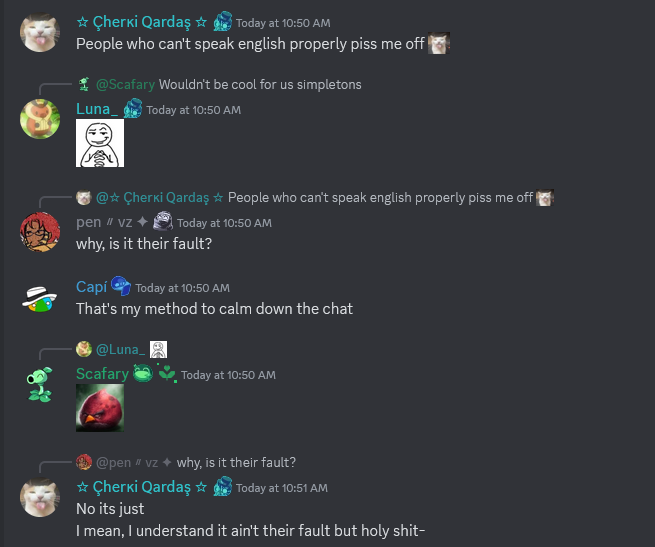 ☆ Çherкi Qardaş ☆ Today at 10:50 AM
People who can't speak english properly piss me off
@Scafary Wouldn't be cool for us simpletons
Luna_ Today at 10:50 AM
@☆ Çherкi Qardaş ☆ People who can't speak english properly piss me off
pen〃vz ✦ Today at 10:50 AM
why, is it their fault?
Capí Today at 10:50 AM
That's my method to calm down the chat
@Luna_
Scafary Today at 10:50 AM
@pen〃vz ✦ why, is it their fault?
☆ Çherкi Qardaş ☆ Today at 10:51 AM
No its just
I mean, I understand it ain't their fault but holy shit-